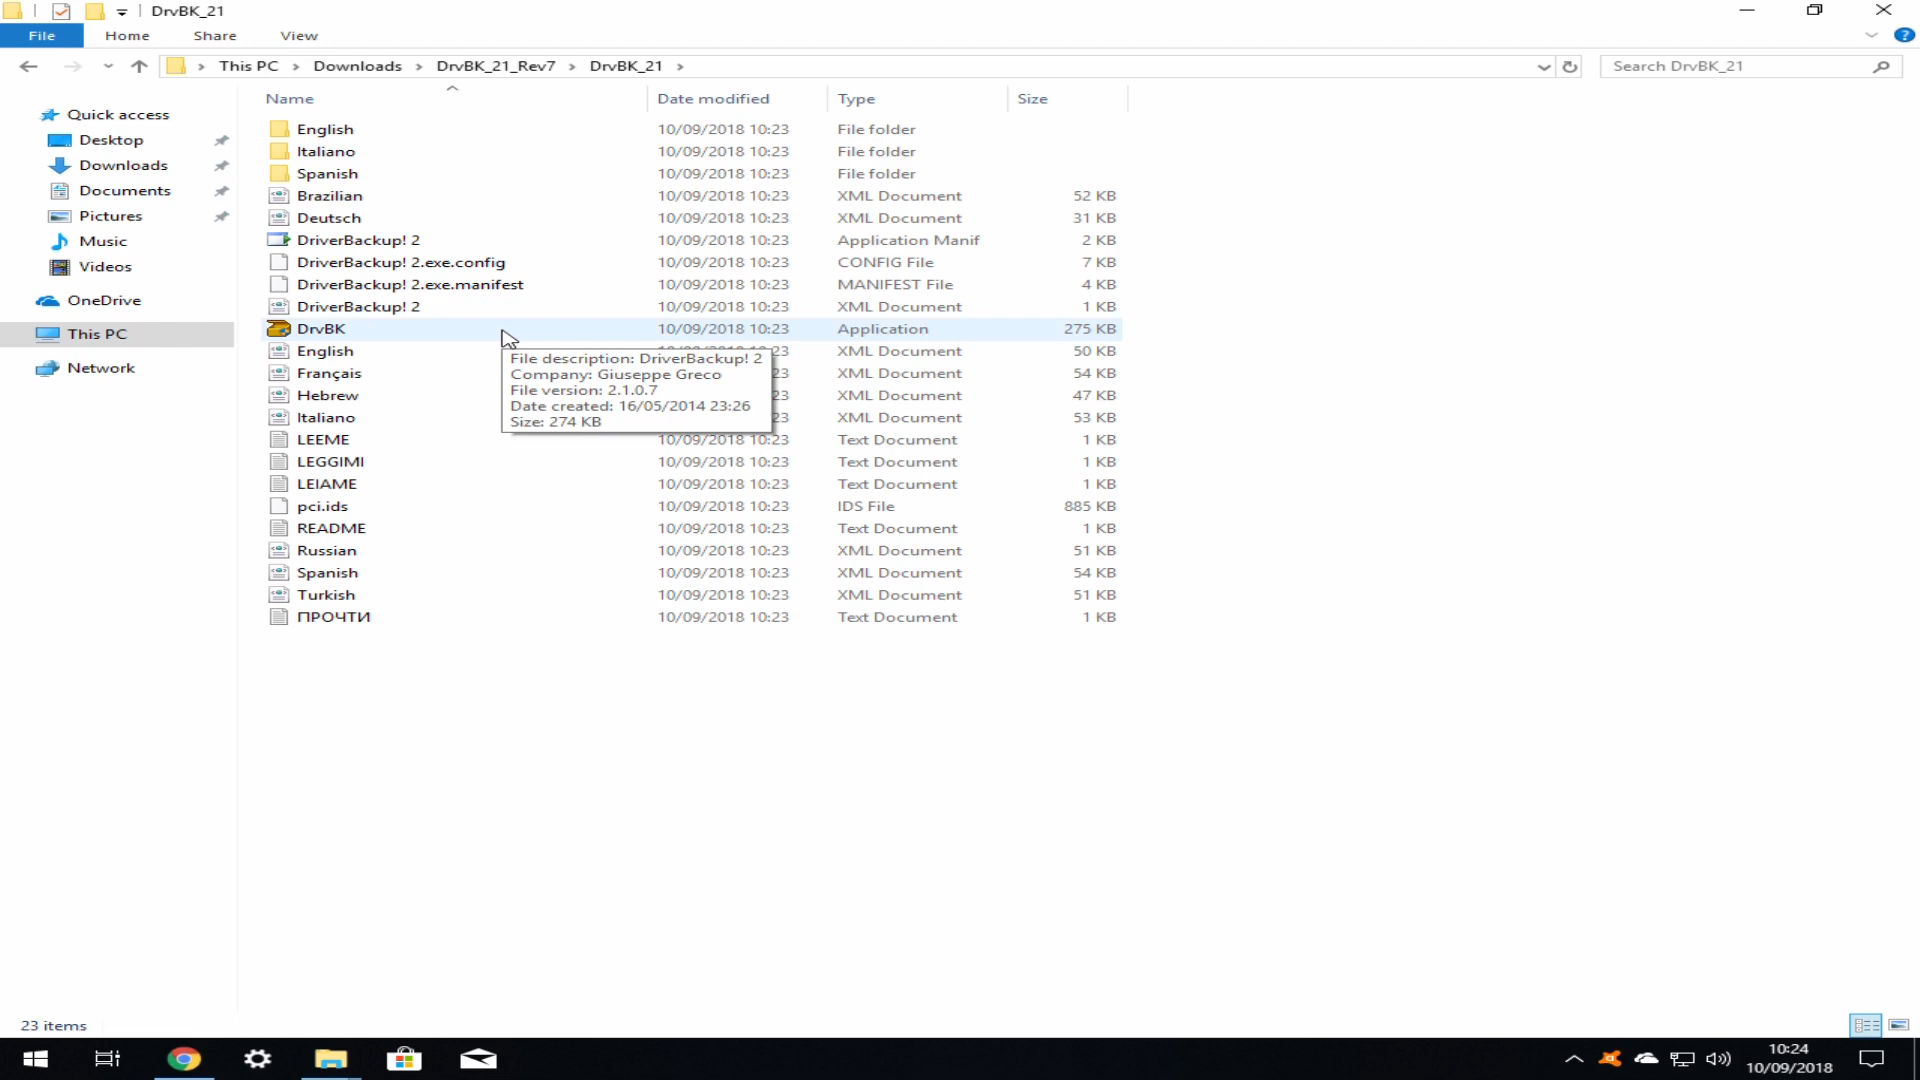 DrvBK_21
File Home Share View
This PC Downloads DrvBK_21_Rev7 DrvBK_21 Search DrvBK_21
Name Date modified Type Size
Quick access
Desktop
Downloads
Documents
Pictures
Music
Videos
OneDrive
This PC
Network
English 10/09/2018 10:23 File folder
Italiano 10/09/2018 10:23 File folder
Spanish 10/09/2018 10:23 File folder
Brazilian 10/09/2018 10:23 XML Document 52 KB
Deutsch 10/09/2018 10:23 XML Document 31 KB
DriverBackup! 2 10/09/2018 10:23 Application Manif 2 KB
DriverBackup! 2.exe.config 10/09/2018 10:23 CONFIG File 7 KB
DriverBackup! 2.exe.manifest 10/09/2018 10:23 MANIFEST File 4 KB
DriverBackup! 2 10/09/2018 10:23 XML Document 1 KB
DrvBK 10/09/2018 10:23 Application 275 KB
English 23 XML Document 50 KB
Français 23 XML Document 54 KB
Hebrew 23 XML Document 47 KB
Italiano 23 XML Document 53 KB
LEEME 10/09/2018 10:23 Text Document 1 KB
LEGGIMI 10/09/2018 10:23 Text Document 1 KB
LEIAME 10/09/2018 10:23 Text Document 1 KB
pci.ids 10/09/2018 10:23 IDS File 885 KB
README 10/09/2018 10:23 Text Document 1 KB
Russian 10/09/2018 10:23 XML Document 51 KB
Spanish 10/09/2018 10:23 XML Document 54 KB
Turkish 10/09/2018 10:23 XML Document 51 KB
ПРОЧТИ 10/09/2018 10:23 Text Document 1 KB
File description: DriverBackup! 2
Company: Giuseppe Greco
File version: 2.1.0.7
Date created: 16/05/2014 23:26
Size: 274 KB
23 items
10:24
10/09/2018